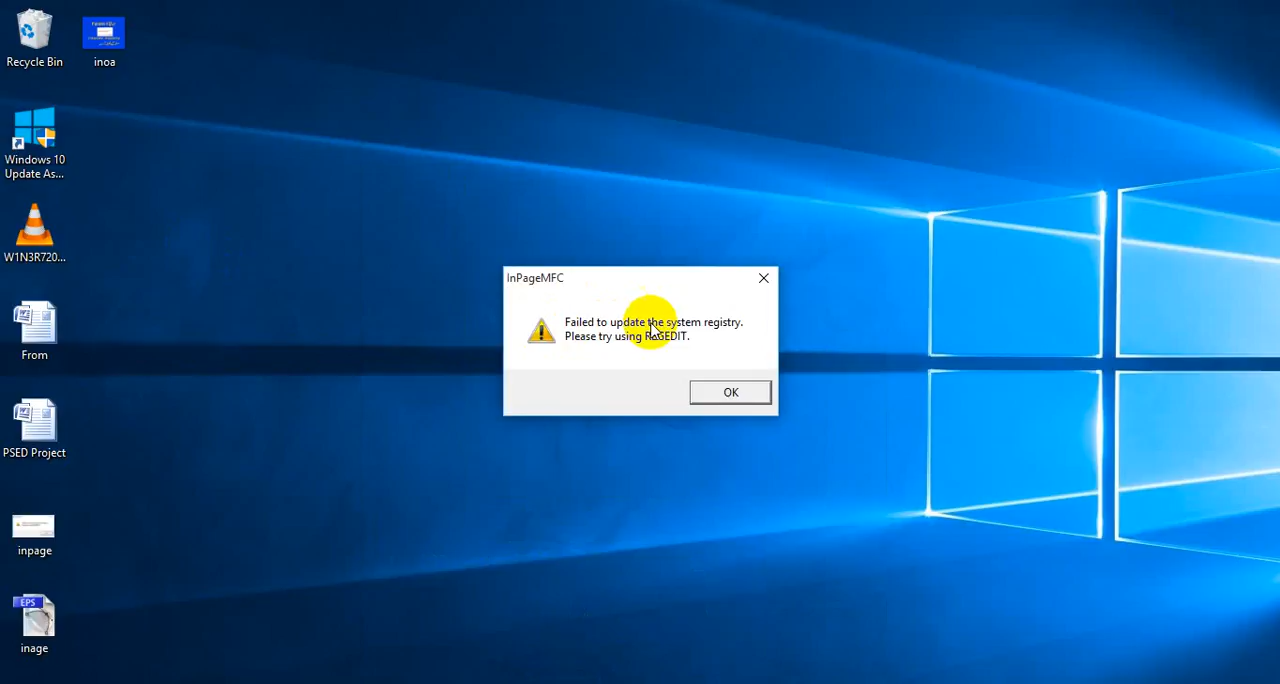 Recycle Bin
inoa
Windows 10
Update As...
W1N3R720...
From
PSED Project
inpage
EPS
inage
InPageMFC
Failed to update the system registry.
Please try using REGEDIT.
OK